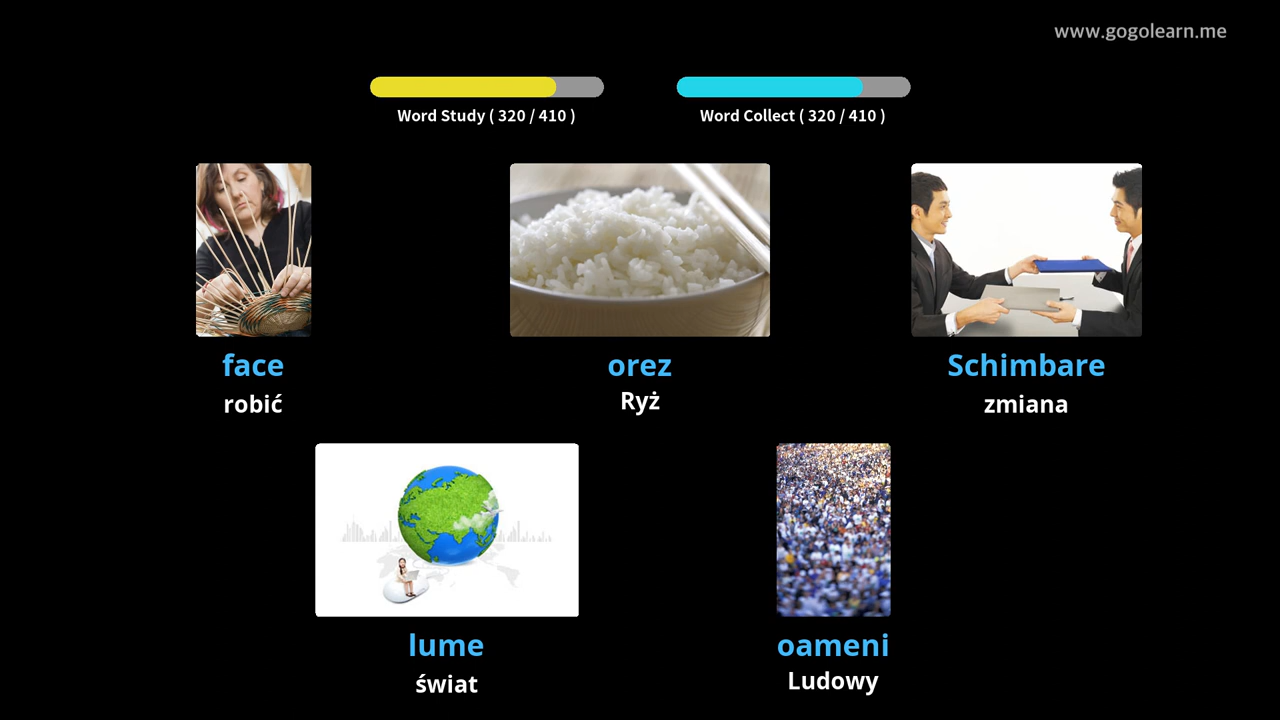 www.gogolearn.me
Word Study ( 320 / 410 )
Word Collect ( 320 / 410 )
face
robić
orez
Ryż
Schimbare
zmiana
lume
świat
oameni
Ludowy